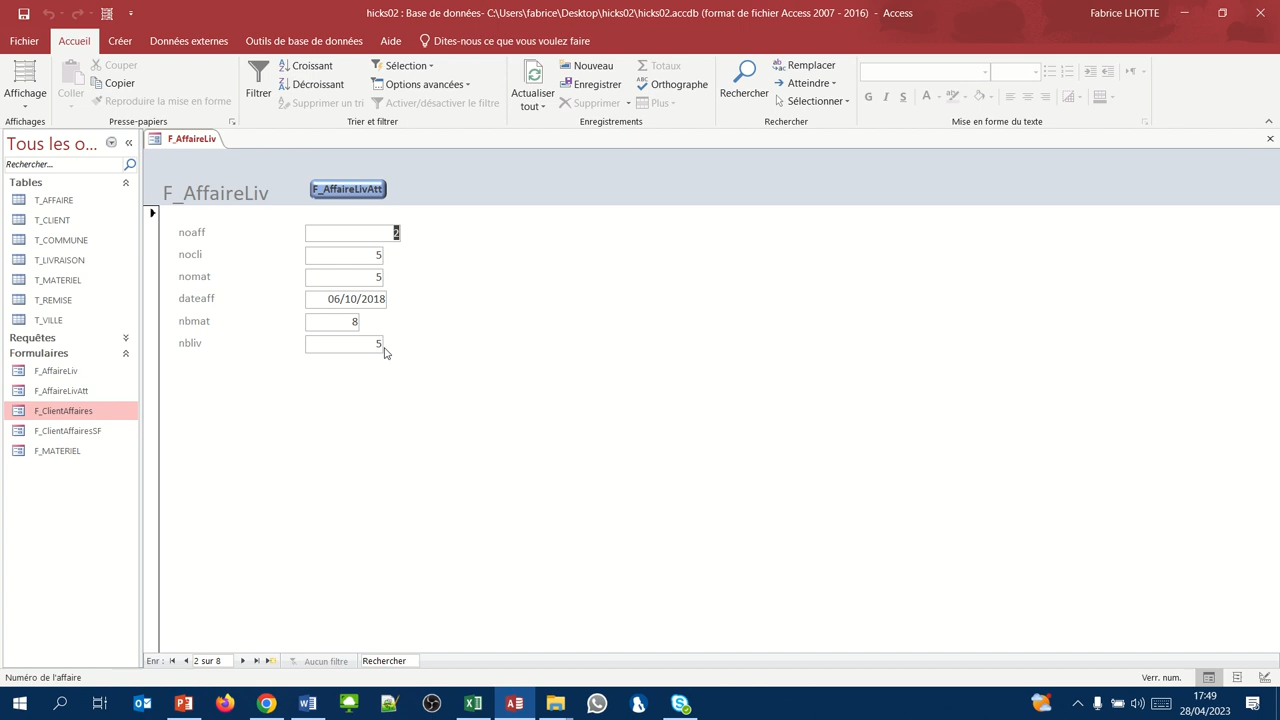 hicks02 : Base de données- C:\Users\fabrice\Desktop\hicks02\hicks02.accdb (format de fichier Access 2007 - 2016) - Access
Fabrice LHOTTE
Fichier Accueil Créer Données externes Outils de base de données Aide Dites-nous ce que vous voulez faire
Couper
Copier
Reproduire la mise en forme
Affichage
Coller
Filtrer
Croissant
Décroissant
Supprimer un tri
Sélection
Options avancées
Activer/désactiver le filtre
Actualiser
tout
Nouveau
Enregistrer
Supprimer
Totaux
Orthographe
Plus
Rechercher
Remplacer
Atteindre
Sélectionner
G I S A
Affichages Presse-papiers Trier et filtrer Enregistrements Rechercher Mise en forme du texte
Tous les o...
Rechercher...
Tables
T_AFFAIRE
T_CLIENT
T_COMMUNE
T_LIVRAISON
T_MATERIEL
T_REMISE
T_VILLE
Requêtes
Formulaires
F_AffaireLiv
F_AffaireLivAtt
F_ClientAffaires
F_ClientAffairesSF
F_MATERIEL
F_AffaireLiv
F_AffaireLiv
F_AffaireLivAtt
noaff 2
nocli 5
nomat 5
dateaff 06/10/2018
nbmat 8
nbliv 5
Enr : 2 sur 8 Aucun filtre Rechercher
Numéro de l'affaire
Verr. num.
17:49
28/04/2023